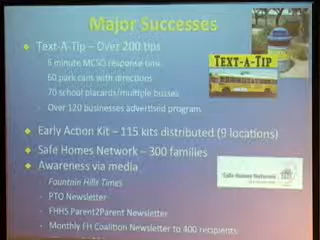 Major Successes
Text-A-Tip – Over 200 tips
5 minute MCSO response time
60 park cans with directions
70 school placards/multiple busses
Over 120 businesses advertised program
TEXT-A-TIP
Early Action Kit – 115 kits distributed (9 locations)
Safe Homes Network – 300 families
Safe Homes Network
Awareness via media
Fountain Hills Times
PTO Newsletter
FHHS Parent2Parent Newsletter
Monthly FH Coalition Newsletter to 400 recipients